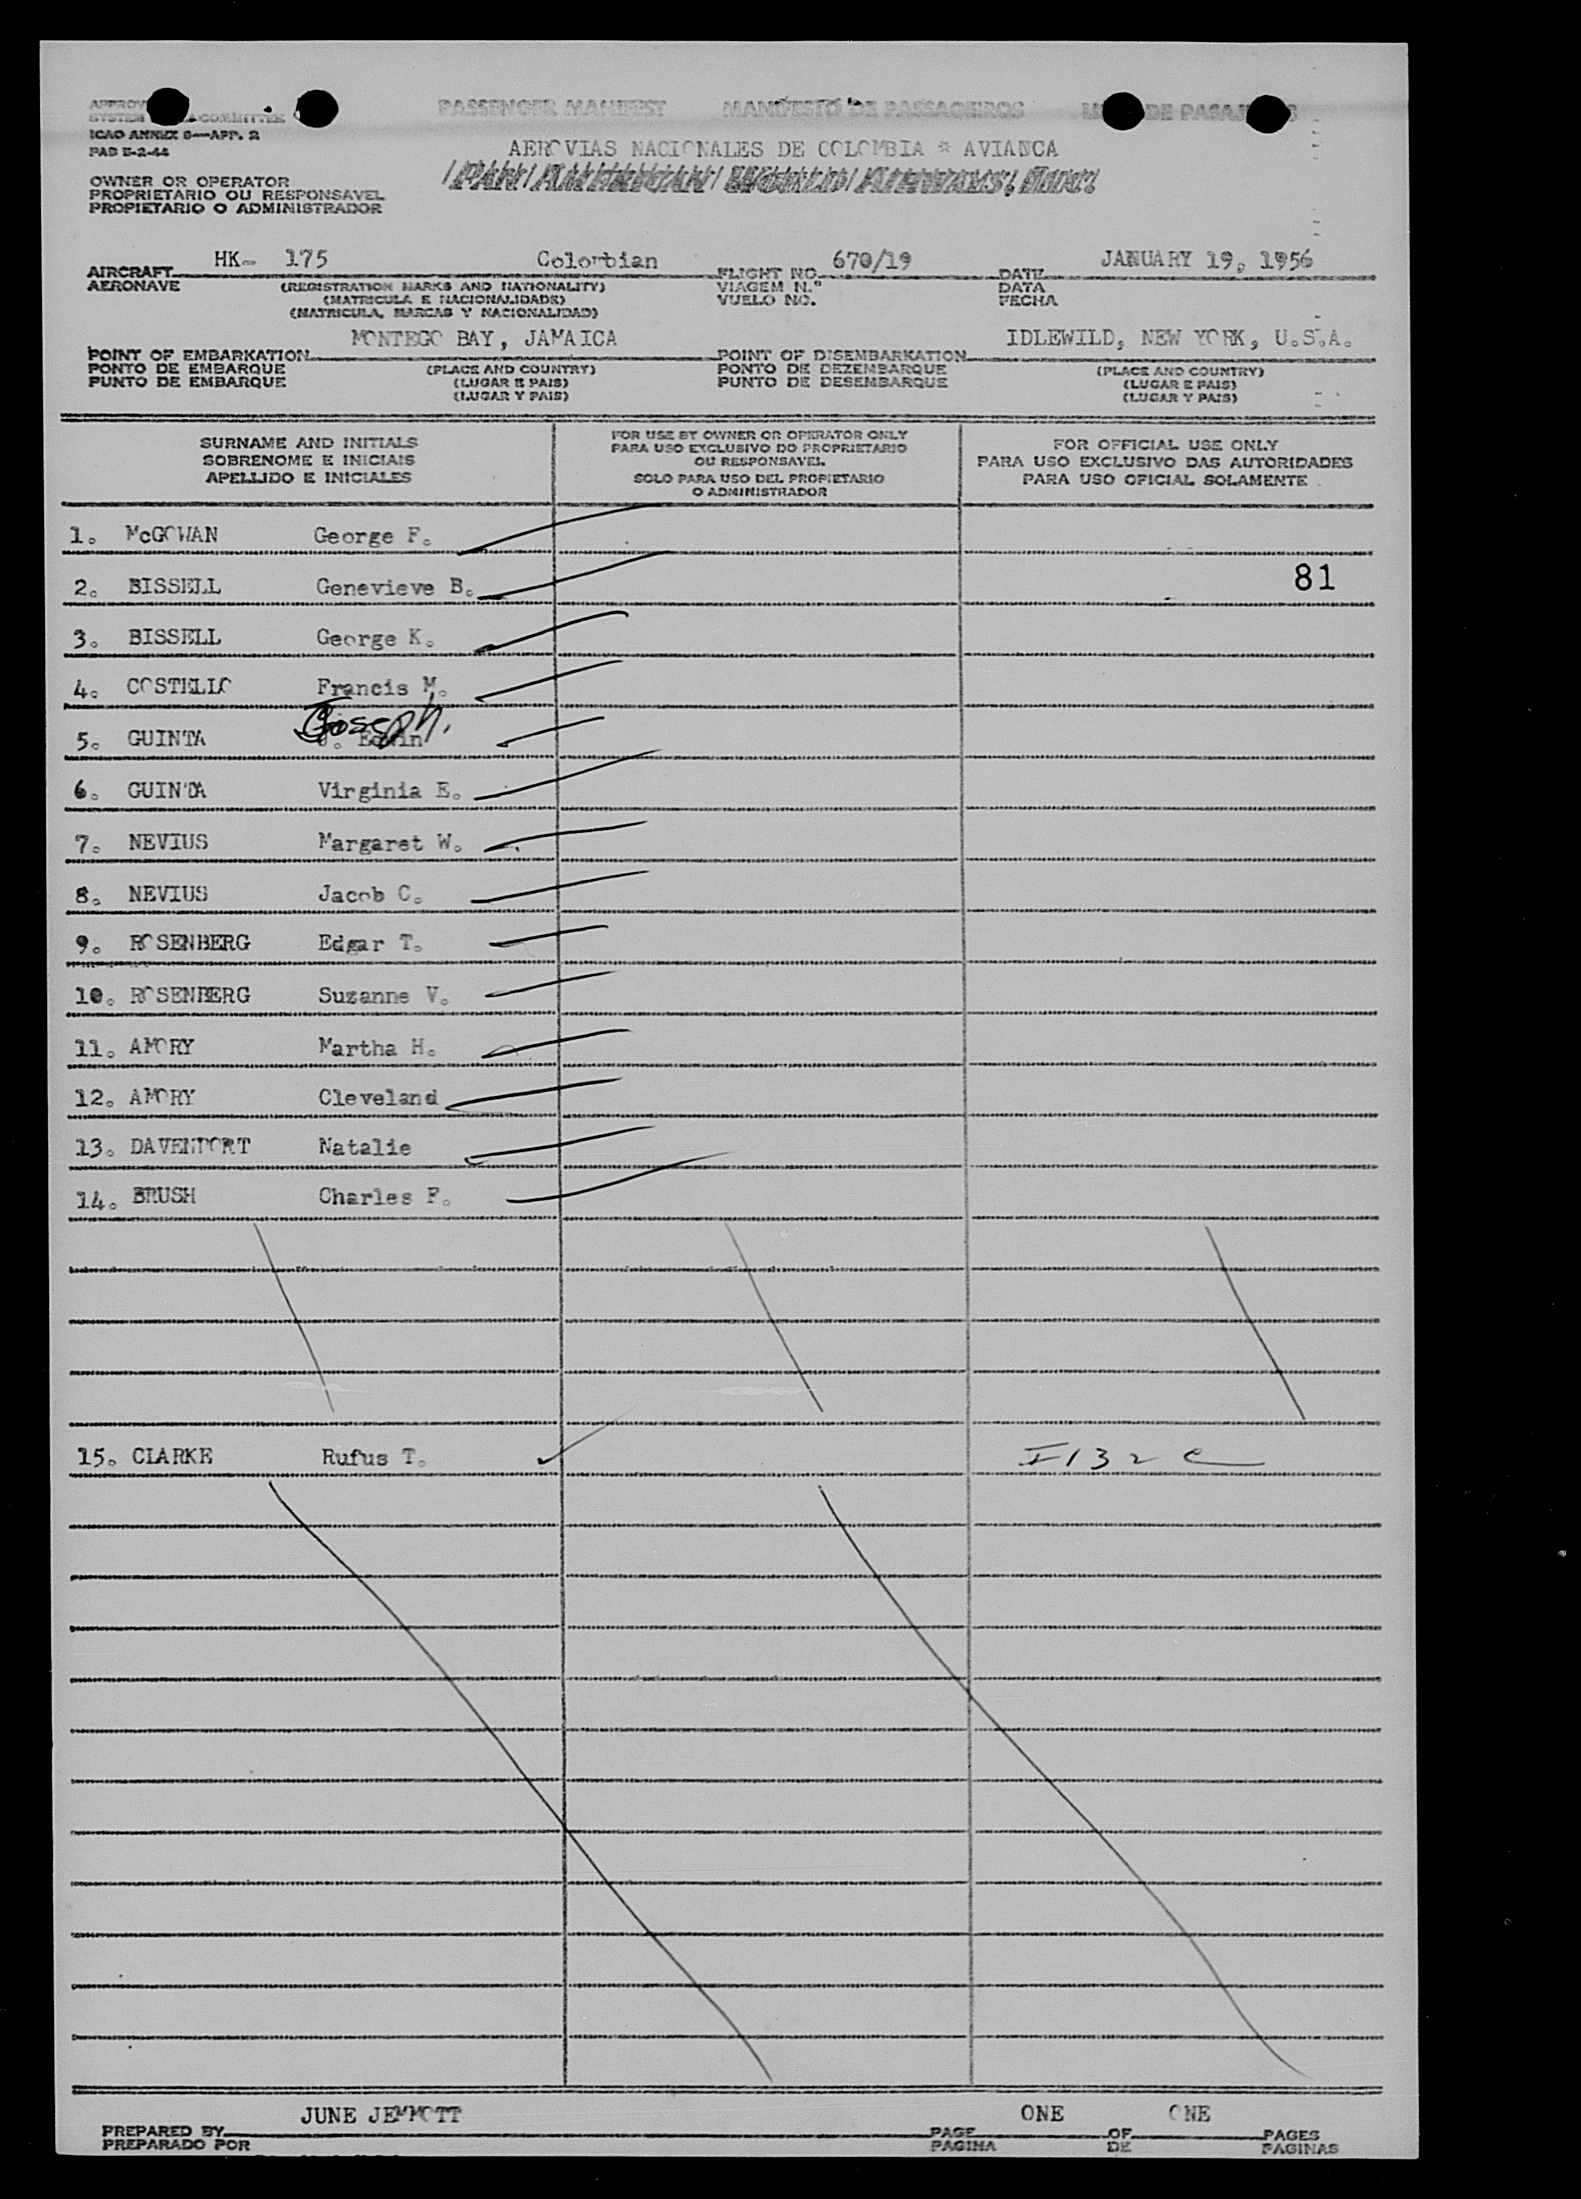 PASSENGER MANIFEST MANIFESTO DE PASSAGEIROS DE
COMMITTEE
ICAO ANNEX 9—APP. 2
PAD E-2-44
AEROVIAS NACIONALES DE COLOMBIA * AVIANCA
PAN AMERICAN WORLD AIRWAYS, INC.
OWNER OR OPERATOR
PROPRIETARIO OU RESPONSAVEL
PROPIETARIO O ADMINISTRADOR
AIRCRAFT HK- 175 Colombian FLIGHT NO. 670/19 DATE JANUARY 19, 1956
AERONAVE (REGISTRATION MARKS AND NATIONALITY) VIAGEM N.º DATA
(MATRICULA E NACIONALIDADE) VUELO NO. FECHA
(MATRICULA, MARCAS Y NACIONALIDAD)
POINT OF EMBARKATION MONTEGO BAY, JAMAICA POINT OF DISEMBARKATION IDLEWILD, NEW YORK, U.S.A.
PONTO DE EMBARQUE (PLACE AND COUNTRY) PONTO DE DEZEMBARQUE (PLACE AND COUNTRY)
PUNTO DE EMBARQUE (LUGAR E PAIS) PUNTO DE DESEMBARQUE (LUGAR E PAIS)
(LUGAR Y PAIS) (LUGAR Y PAIS)
SURNAME AND INITIALS
SOBRENOME E INICIAIS
APELLIDO E INICIALES
FOR USE BY OWNER OR OPERATOR ONLY
PARA USO EXCLUSIVO DO PROPRIETARIO
OU RESPONSAVEL
SOLO PARA USO DEL PROPIETARIO
O ADMINISTRADOR
FOR OFFICIAL USE ONLY
PARA USO EXCLUSIVO DAS AUTORIDADES
PARA USO OFICIAL SOLAMENTE
1. McGOWAN George F.
2. BISSELL Genevieve B. 81
3. BISSELL George K.
4. COSTELLO Francis M.
Joseph.
5. GUINTA J. Edwin
6. GUINTA Virginia E.
7. NEVIUS Margaret W.
8. NEVIUS Jacob C.
9. ROSENBERG Edgar T.
10. ROSENBERG Suzanne V.
11. AMORY Martha H.
12. AMORY Cleveland
13. DAVENPORT Natalie
14. BRUSH Charles F.
15. CLARKE Rufus T. I 132 c
PREPARED BY JUNE JEMMOTT PAGE ONE OF ONE PAGES
PREPARADO POR PAGINA DE PAGINAS